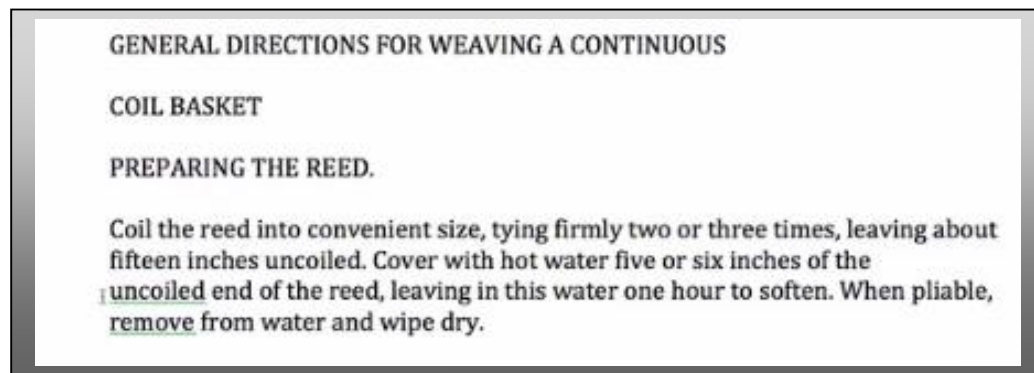 GENERAL DIRECTIONS FOR WEAVING A CONTINUOUS
COIL BASKET
PREPARING THE REED.
Coil the reed into convenient size, tying firmly two or three times, leaving about
fifteen inches uncoiled. Cover with hot water five or six inches of the
uncoiled end of the reed, leaving in this water one hour to soften. When pliable,
remove from water and wipe dry.